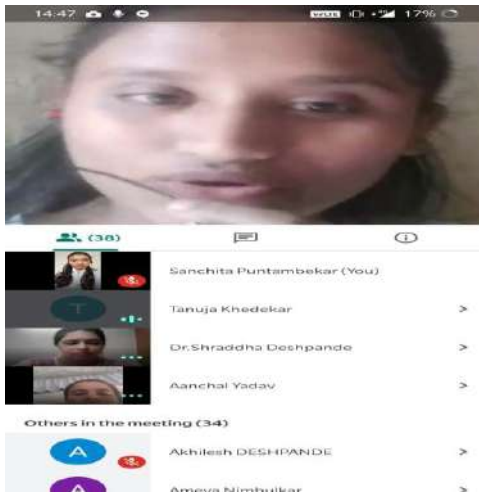 14:47 17%
(38)
Sanchita Puntambekar (You)
T
Tanuja Khedekar
Dr.Shraddha Deshpande
Aanchal Yadav
Others in the meeting (34)
A
Akhilesh DESHPANDE
A
Ameya Nimbulkar